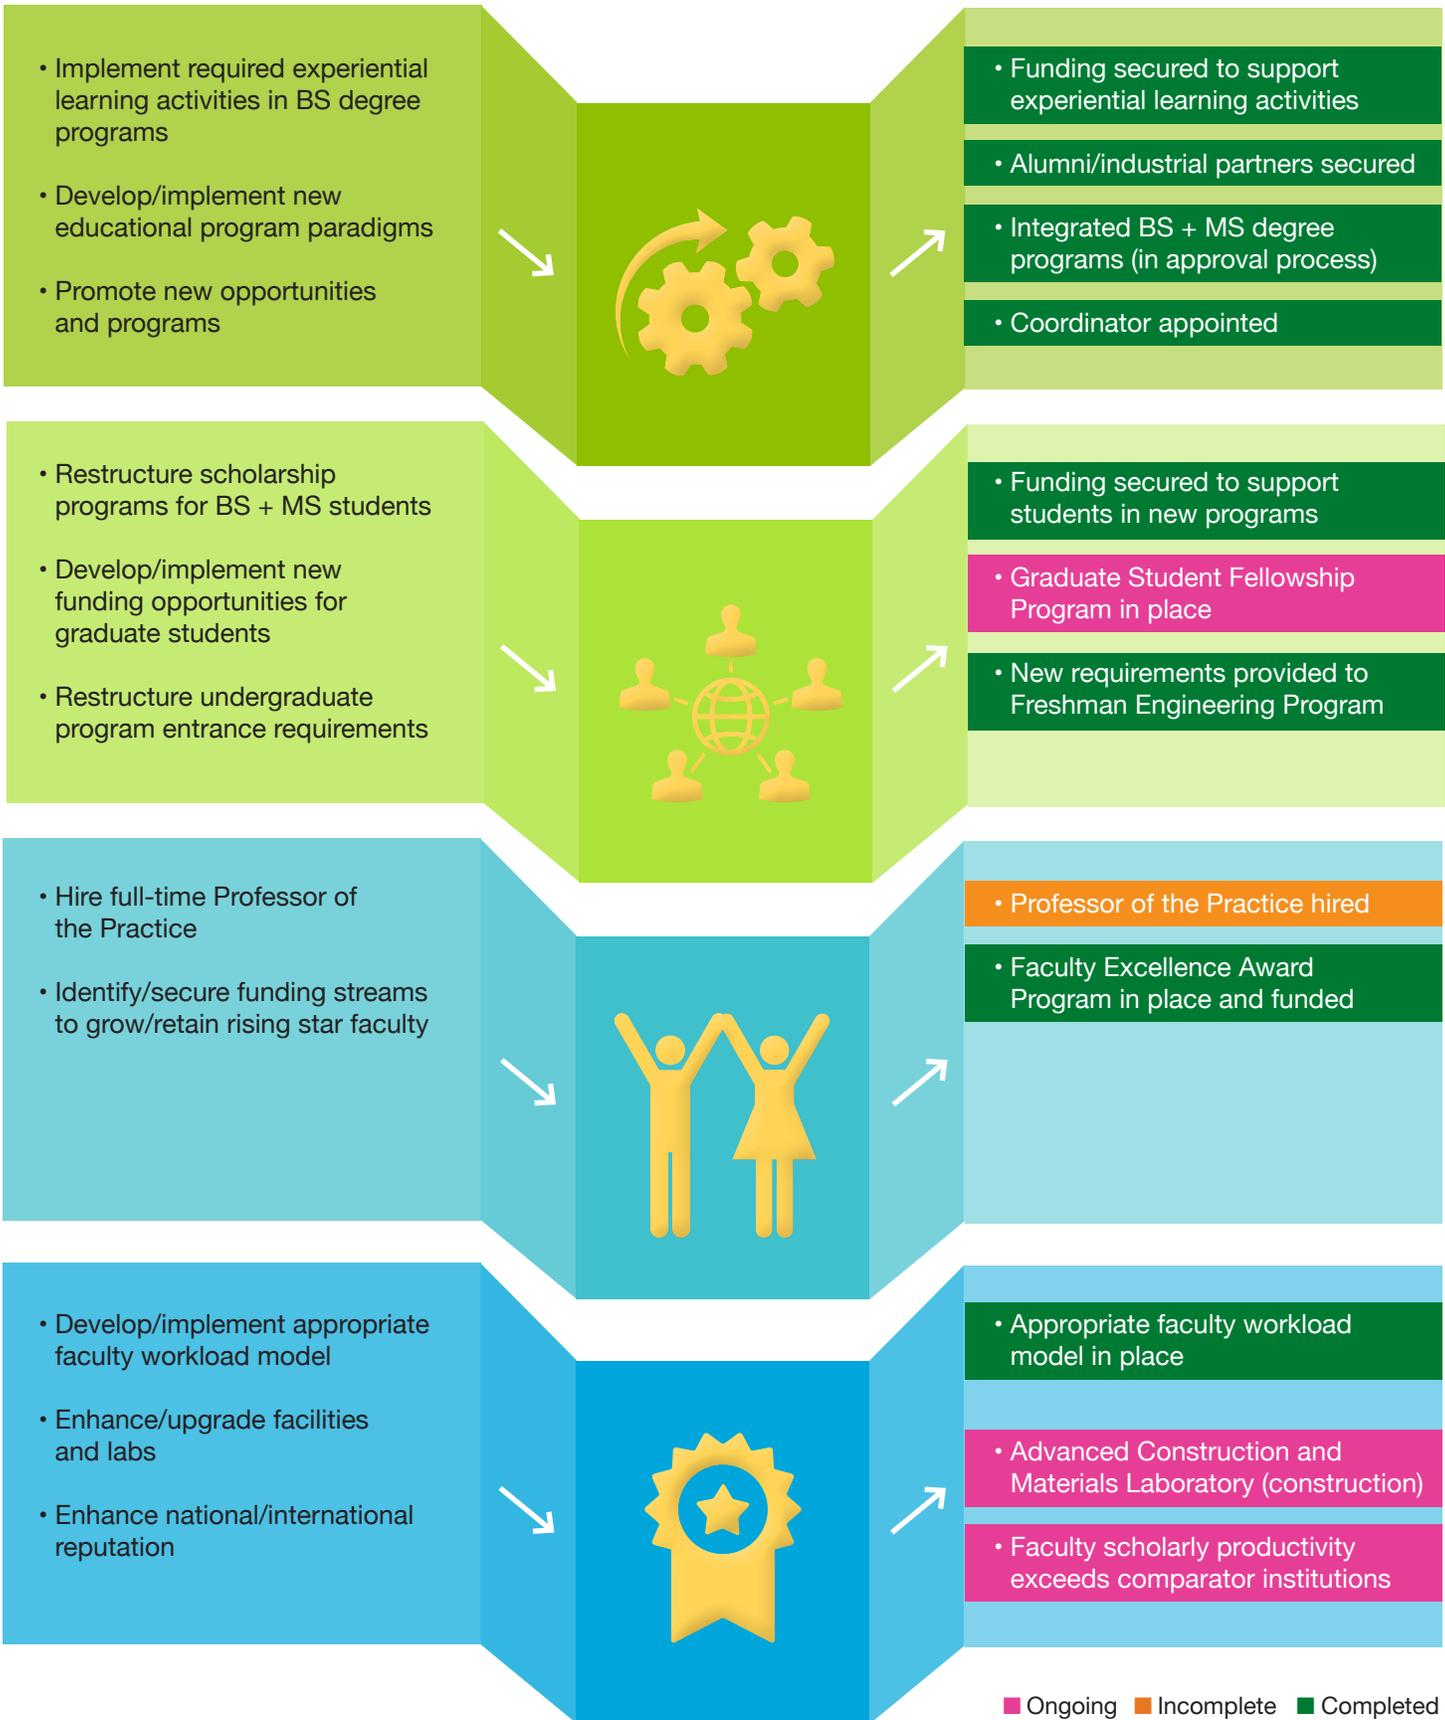 • Implement required experiential
learning activities in BS degree
programs
• Develop/implement new
educational program paradigms
• Promote new opportunities
and programs
• Funding secured to support
experiential learning activities
• Alumni/industrial partners secured
• Integrated BS + MS degree
programs (in approval process)
• Coordinator appointed
• Restructure scholarship
programs for BS + MS students
• Develop/implement new
funding opportunities for
graduate students
• Restructure undergraduate
program entrance requirements
• Funding secured to support
students in new programs
• Graduate Student Fellowship
Program in place
• New requirements provided to
Freshman Engineering Program
• Hire full-time Professor of
the Practice
• Identify/secure funding streams
to grow/retain rising star faculty
• Professor of the Practice hired
• Faculty Excellence Award
Program in place and funded
• Develop/implement appropriate
faculty workload model
• Enhance/upgrade facilities
and labs
• Enhance national/international
reputation
• Appropriate faculty workload
model in place
• Advanced Construction and
Materials Laboratory (construction)
• Faculty scholarly productivity
exceeds comparator institutions
Ongoing Incomplete Completed